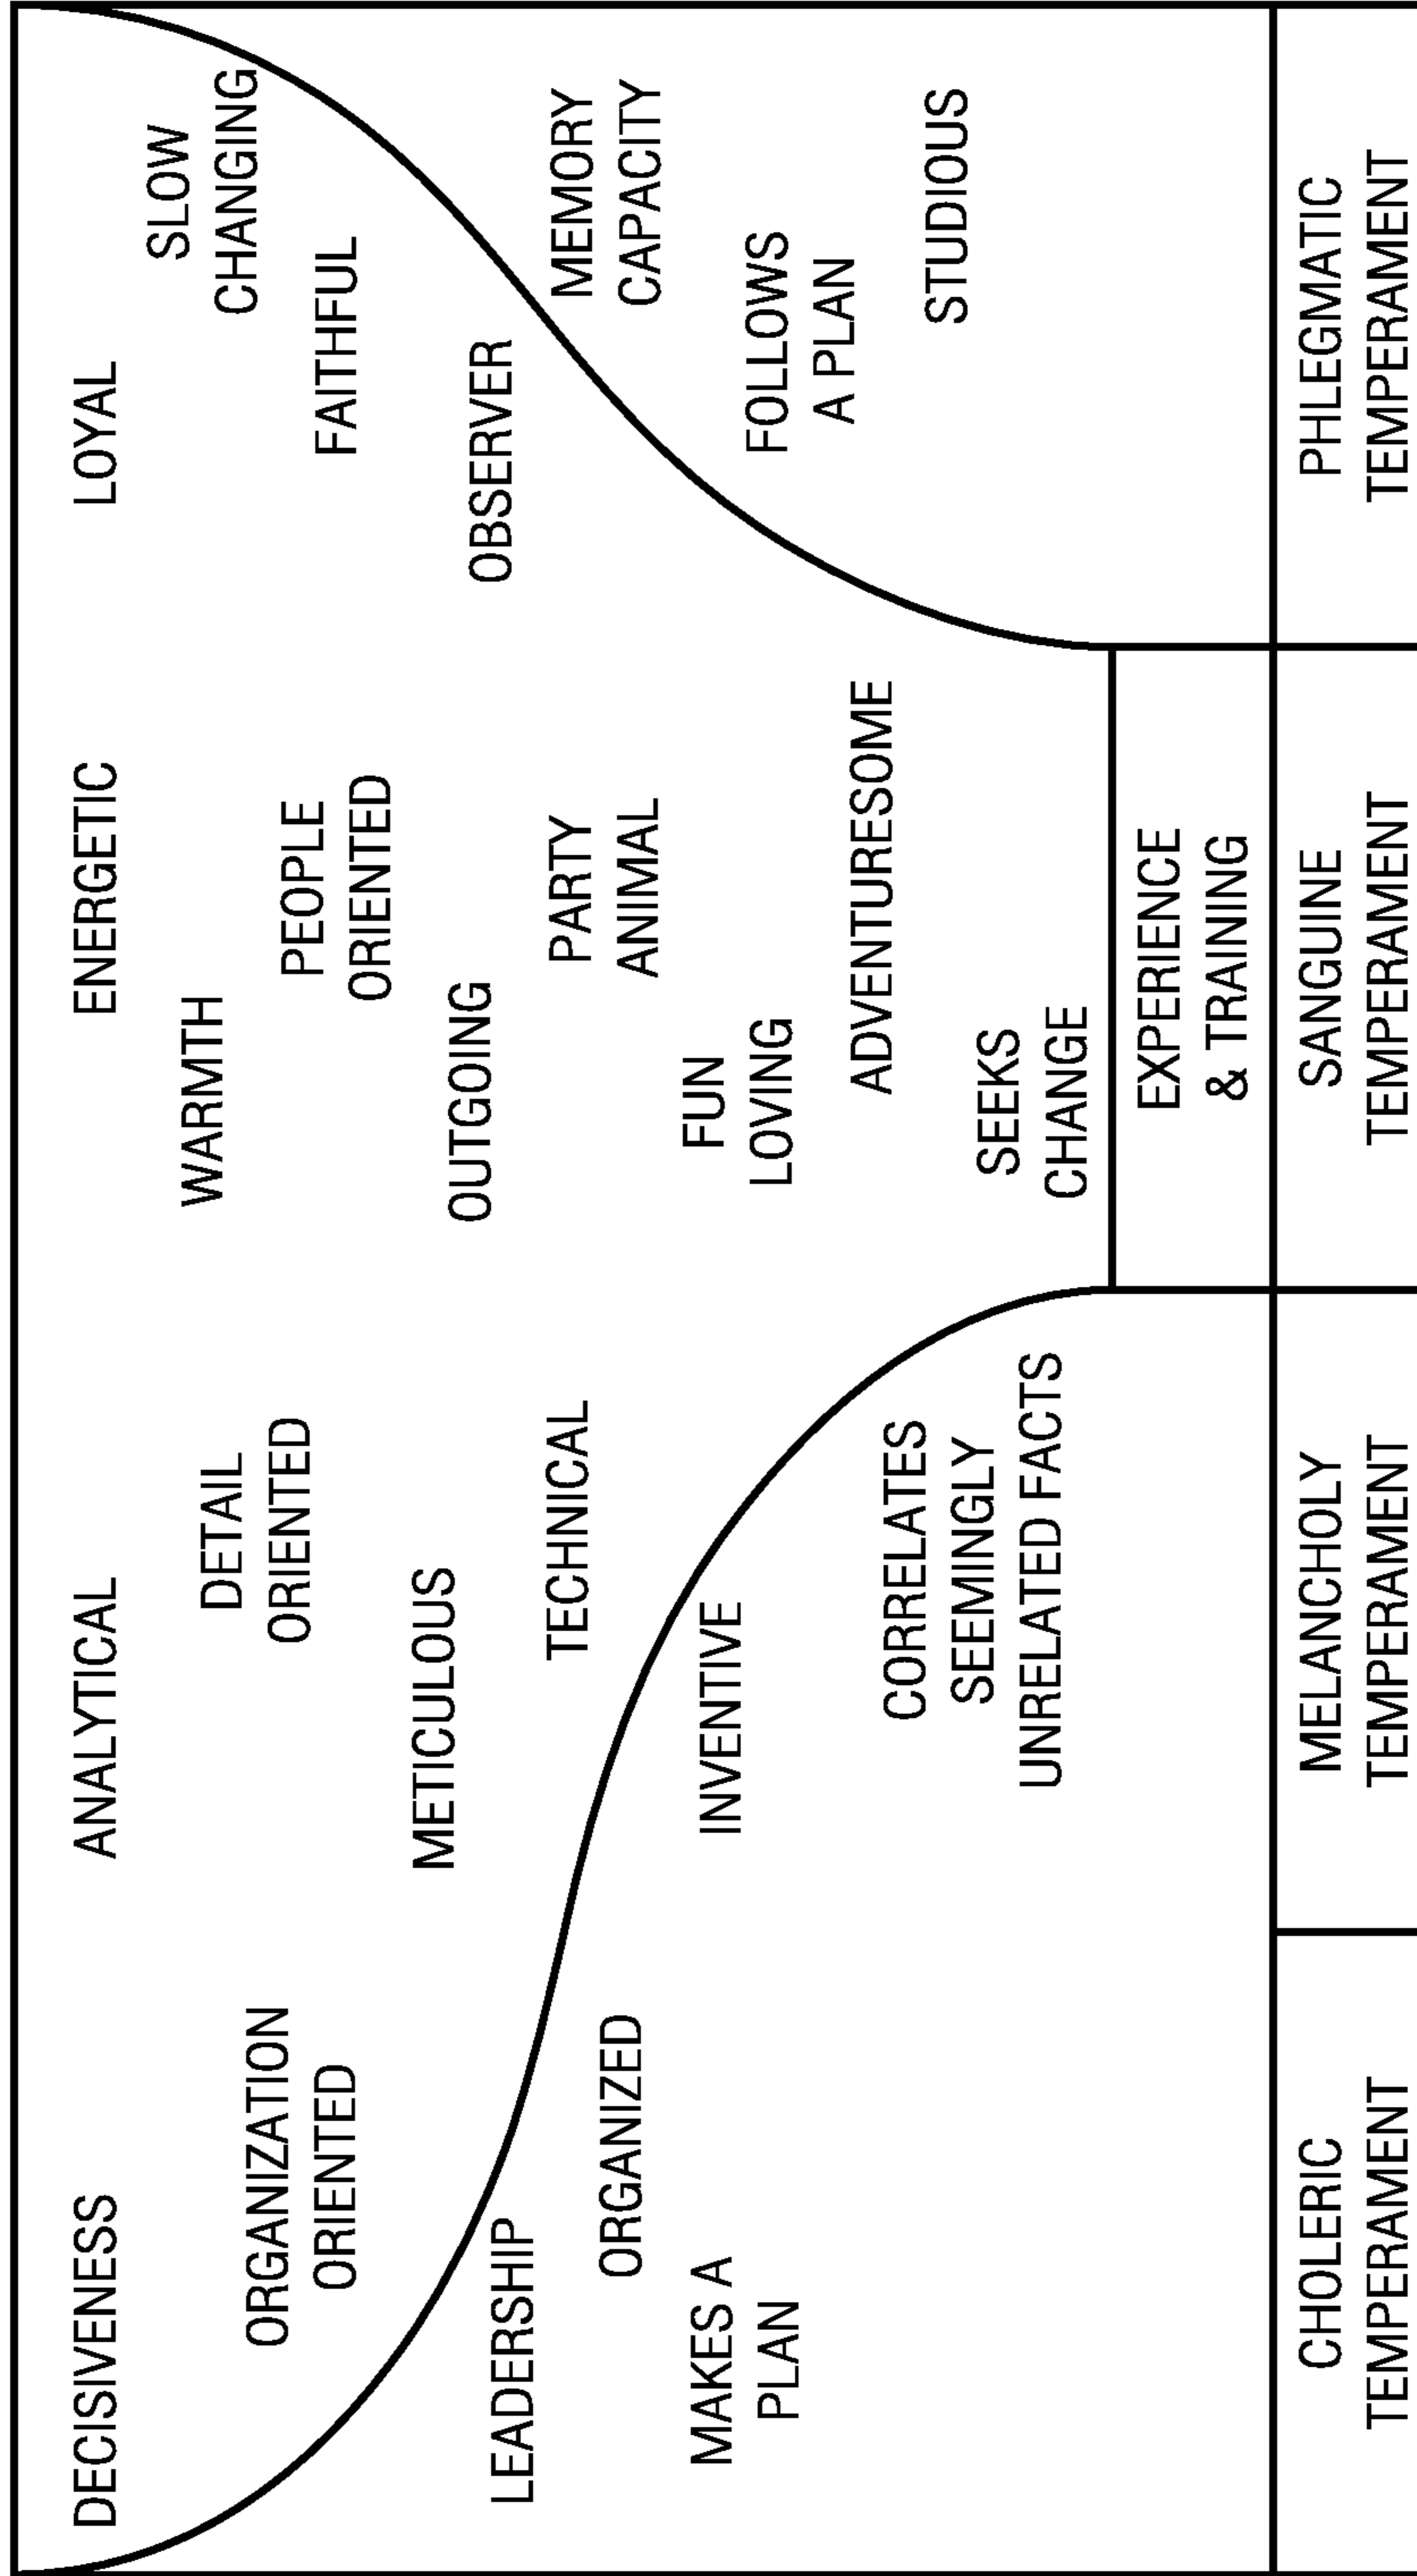 DECISIVENESS
ORGANIZATION
ORIENTED
LEADERSHIP
ORGANIZED
MAKES A
PLAN
ANALYTICAL
DETAIL
ORIENTED
METICULOUS
TECHNICAL
INVENTIVE
CORRELATES
SEEMINGLY
UNRELATED FACTS
ENERGETIC
WARMTH
PEOPLE
ORIENTED
OUTGOING
PARTY
ANIMAL
FUN
LOVING
ADVENTURESOME
SEEKS
CHANGE
EXPERIENCE
& TRAINING
LOYAL
SLOW
CHANGING
FAITHFUL
OBSERVER
MEMORY
CAPACITY
FOLLOWS
A PLAN
STUDIOUS
CHOLERIC
TEMPERAMENT
MELANCHOLY
TEMPERAMENT
SANGUINE
TEMPERAMENT
PHLEGMATIC
TEMPERAMENT